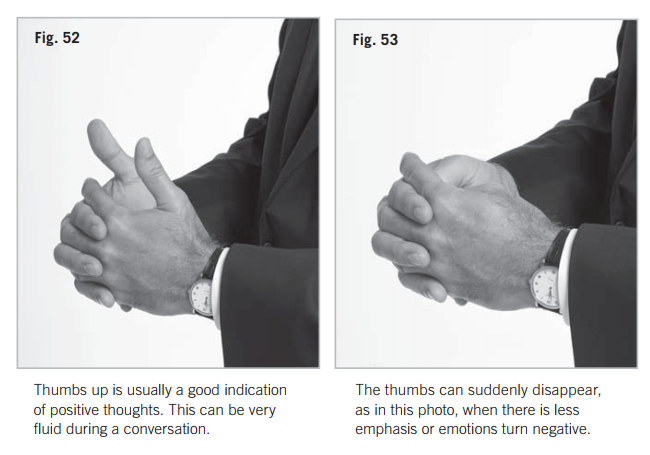 Fig. 52
Thumbs up is usually a good indication
of positive thoughts. This can be very
fluid during a conversation.
Fig. 53
The thumbs can suddenly disappear,
as in this photo, when there is less
emphasis or emotions turn negative.